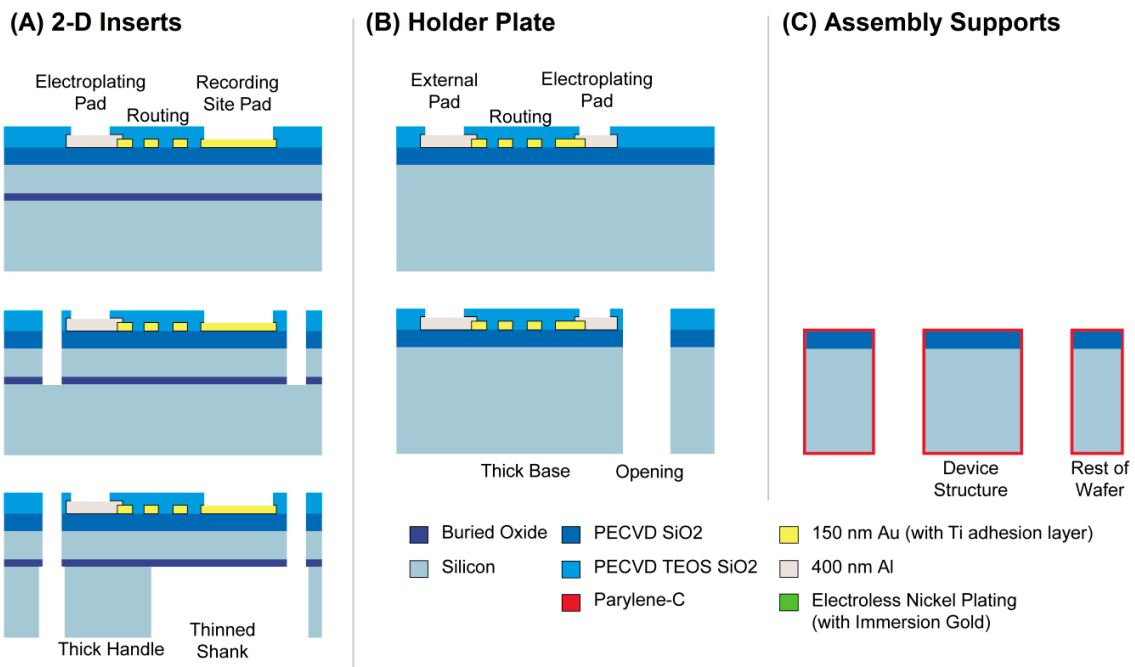 (A) 2-D Inserts
Electroplating
Pad
Routing
Recording
Site Pad
Thick Handle
Thinned
Shank
(B) Holder Plate
External
Pad
Routing
Electroplating
Pad
Thick Base
Opening
(C) Assembly Supports
Device
Structure
Rest of
Wafer
Buried Oxide
Silicon
PECVD SiO2
PECVD TEOS SiO2
Parylene-C
150 nm Au (with Ti adhesion layer)
400 nm Al
Electroless Nickel Plating
(with Immersion Gold)